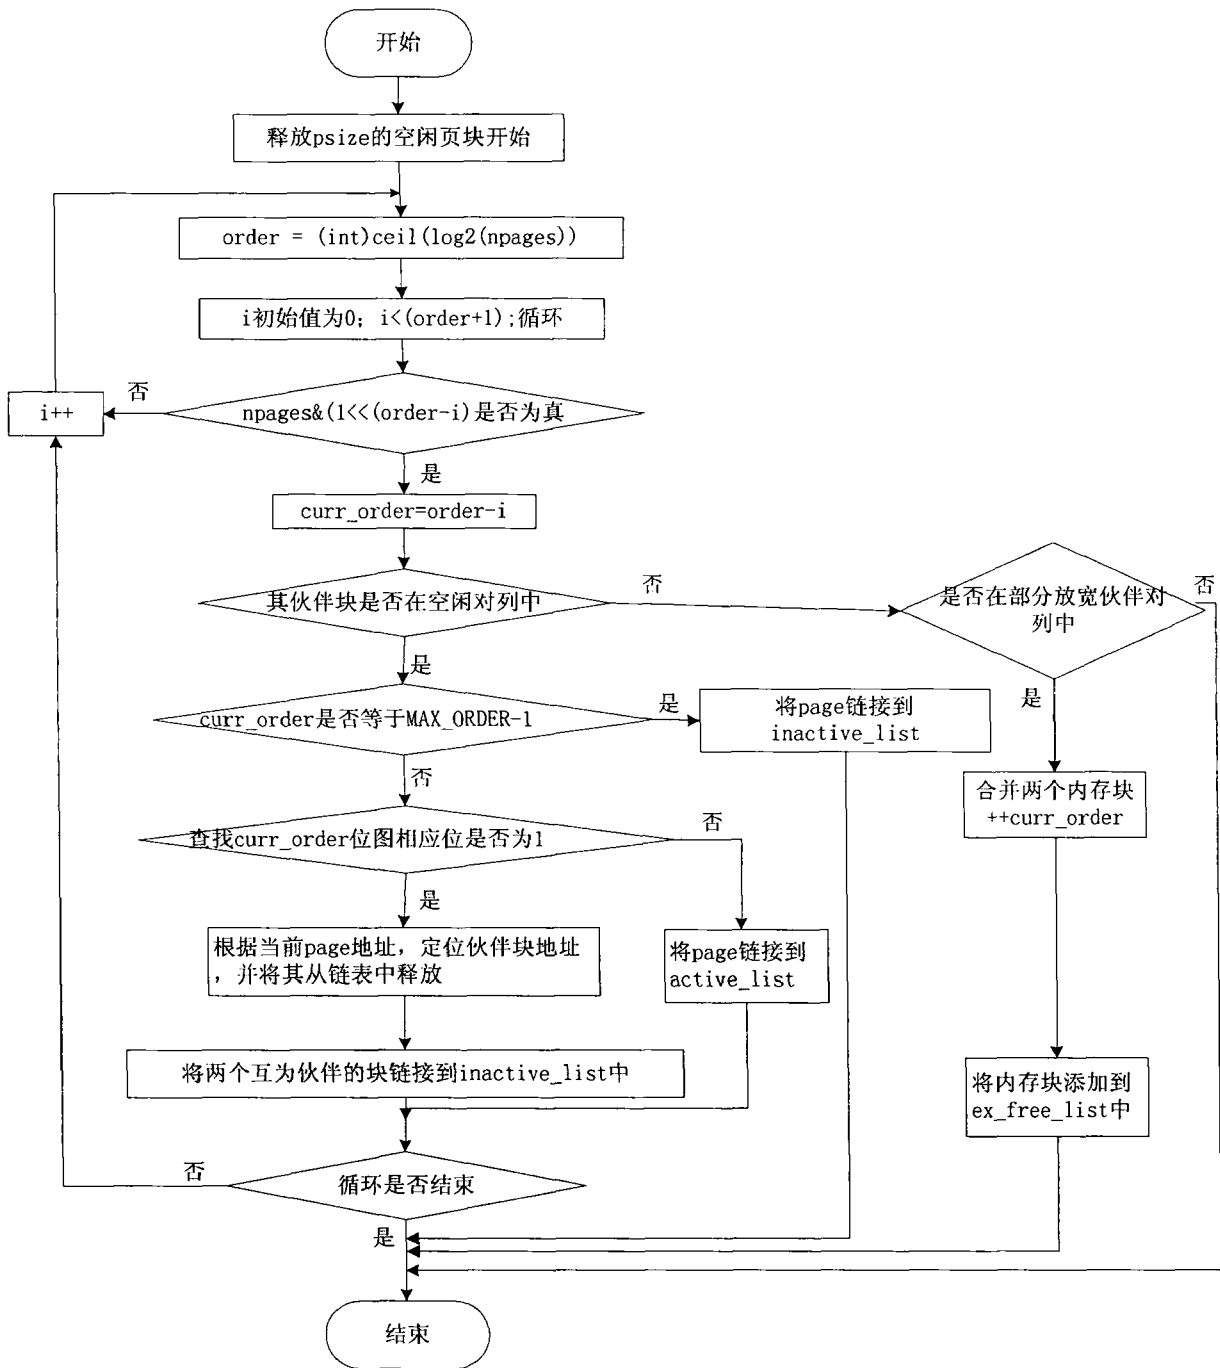 开始
释放psize的空闲页块开始
order = (int)ceil(log2(npages))
i初始值为0; i<(order+1);循环
否
i++
npages&(1<<(order-i)是否为真
是
curr_order=order-i
其伙伴块是否在空闲对列中
否
是否在部分放宽伙伴对
列中
否
是
是
curr_order是否等于MAX_ORDER-1
是
将page链接到
inactive_list
否
合并两个内存块
++curr_order
查找curr_order位图相应位是否为1
否
是
根据当前page地址，定位伙伴块地址
，并将其从链表中释放
将page链接到
active_list
将两个互为伙伴的块链接到inactive_list中
将内存块添加到
ex_free_list中
否
循环是否结束
是
结束